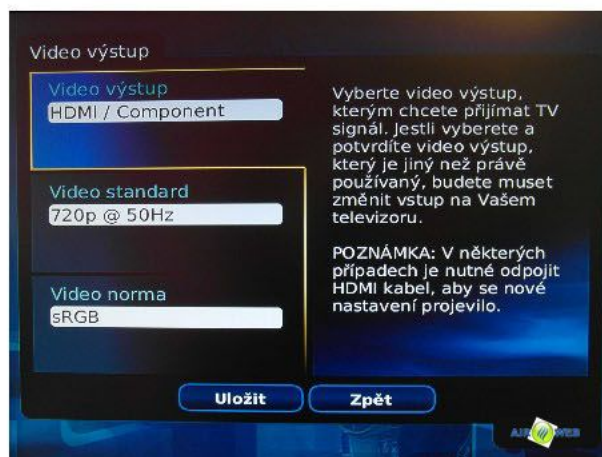 Video výstup
Video výstup
HDMI / Component
Video standard
720p @ 50Hz
Video norma
sRGB
Vyberte video výstup,
kterým chcete přijímat TV
signál. Jestli vyberete a
potvrdíte video výstup,
který je jiný než právě
používaný, budete muset
změnit vstup na Vašem
televizoru.
POZNÁMKA: V některých
případech je nutné odpojit
HDMI kabel, aby se nové
nastavení projevilo.
Uložit
Zpět